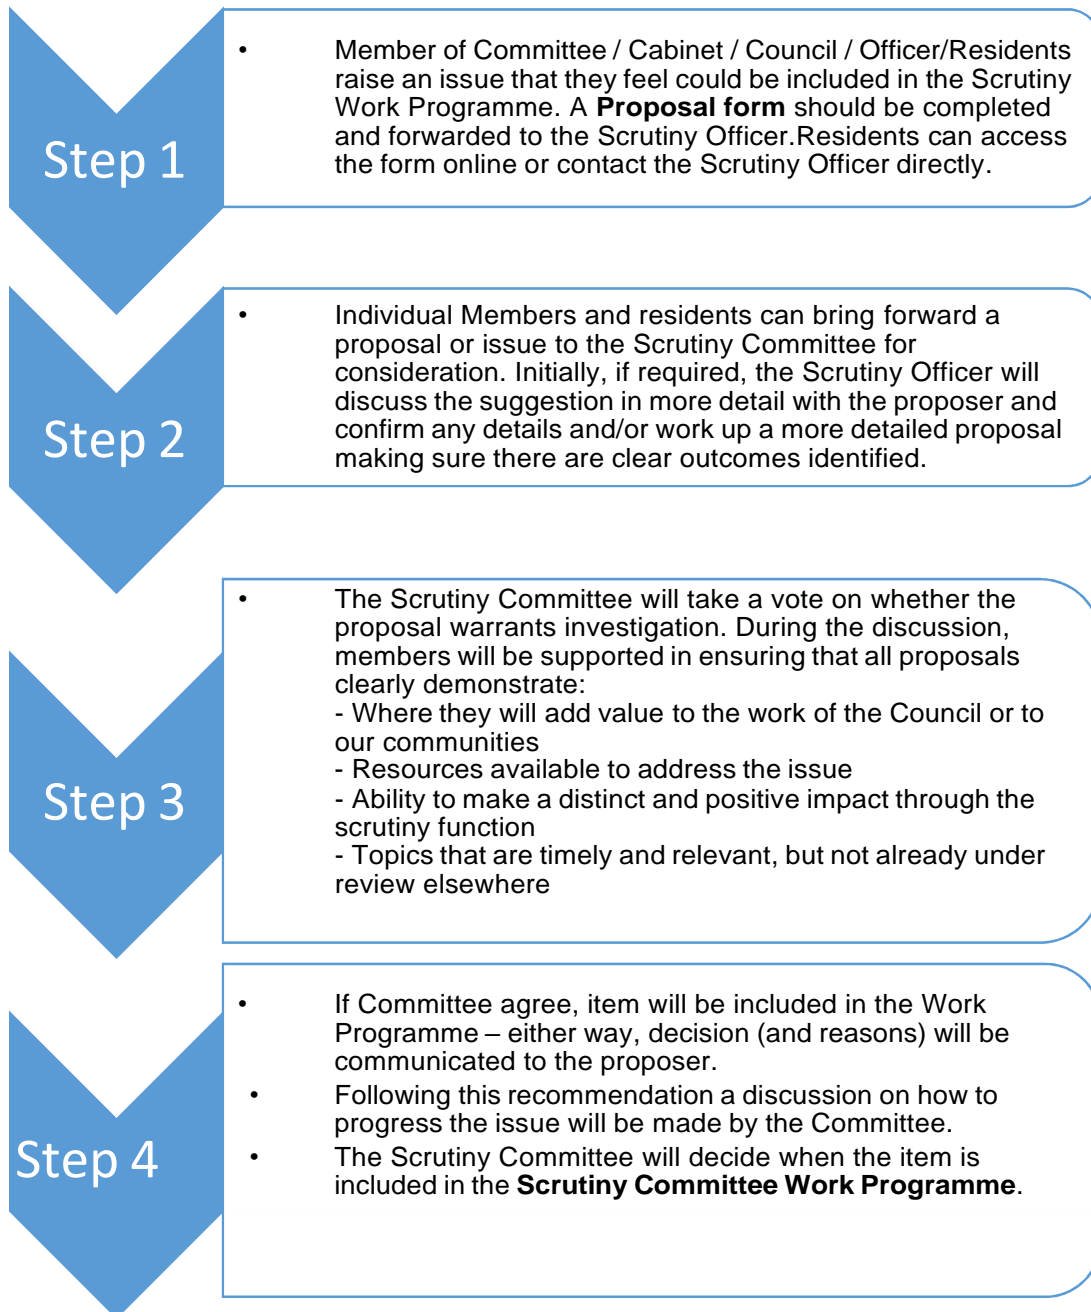 Step 1
• Member of Committee / Cabinet / Council / Officer/Residents
raise an issue that they feel could be included in the Scrutiny
Work Programme. A Proposal form should be completed
and forwarded to the Scrutiny Officer.Residents can access
the form online or contact the Scrutiny Officer directly.
Step 2
• Individual Members and residents can bring forward a
proposal or issue to the Scrutiny Committee for
consideration. Initially, if required, the Scrutiny Officer will
discuss the suggestion in more detail with the proposer and
confirm any details and/or work up a more detailed proposal
making sure there are clear outcomes identified.
Step 3
• The Scrutiny Committee will take a vote on whether the
proposal warrants investigation. During the discussion,
members will be supported in ensuring that all proposals
clearly demonstrate:
- Where they will add value to the work of the Council or to
our communities
- Resources available to address the issue
- Ability to make a distinct and positive impact through the
scrutiny function
- Topics that are timely and relevant, but not already under
review elsewhere
Step 4
• If Committee agree, item will be included in the Work
Programme – either way, decision (and reasons) will be
communicated to the proposer.
• Following this recommendation a discussion on how to
progress the issue will be made by the Committee.
• The Scrutiny Committee will decide when the item is
included in the Scrutiny Committee Work Programme.